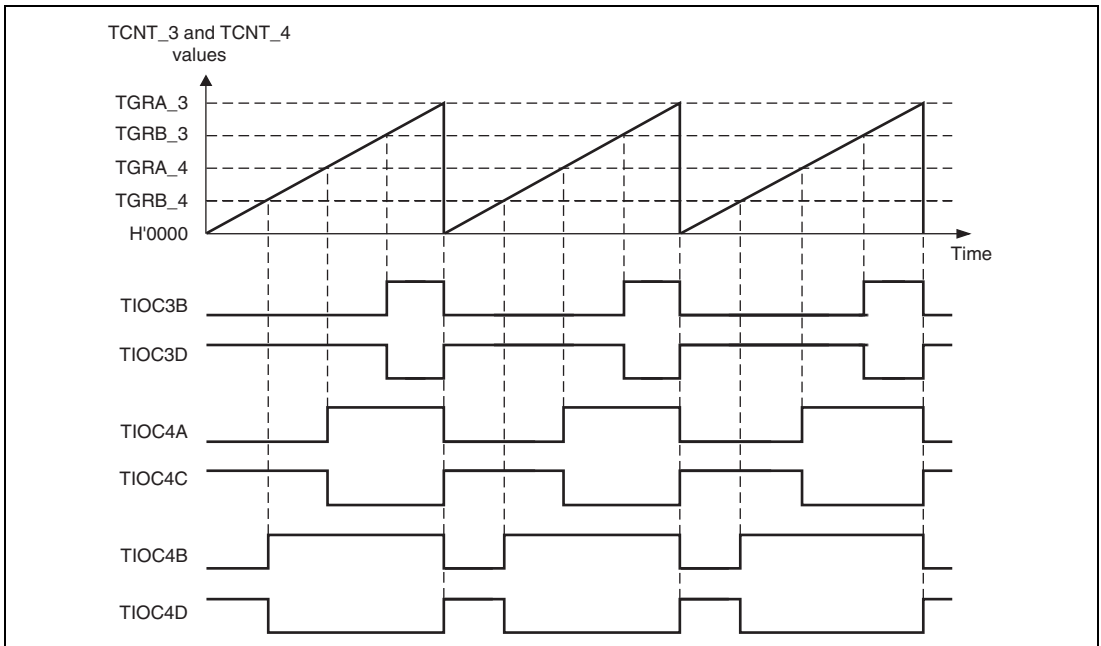 TCNT_3 and TCNT_4
values
TGRA_3
TGRB_3
TGRA_4
TGRB_4
H'0000
Time
TIOC3B
TIOC3D
TIOC4A
TIOC4C
TIOC4B
TIOC4D